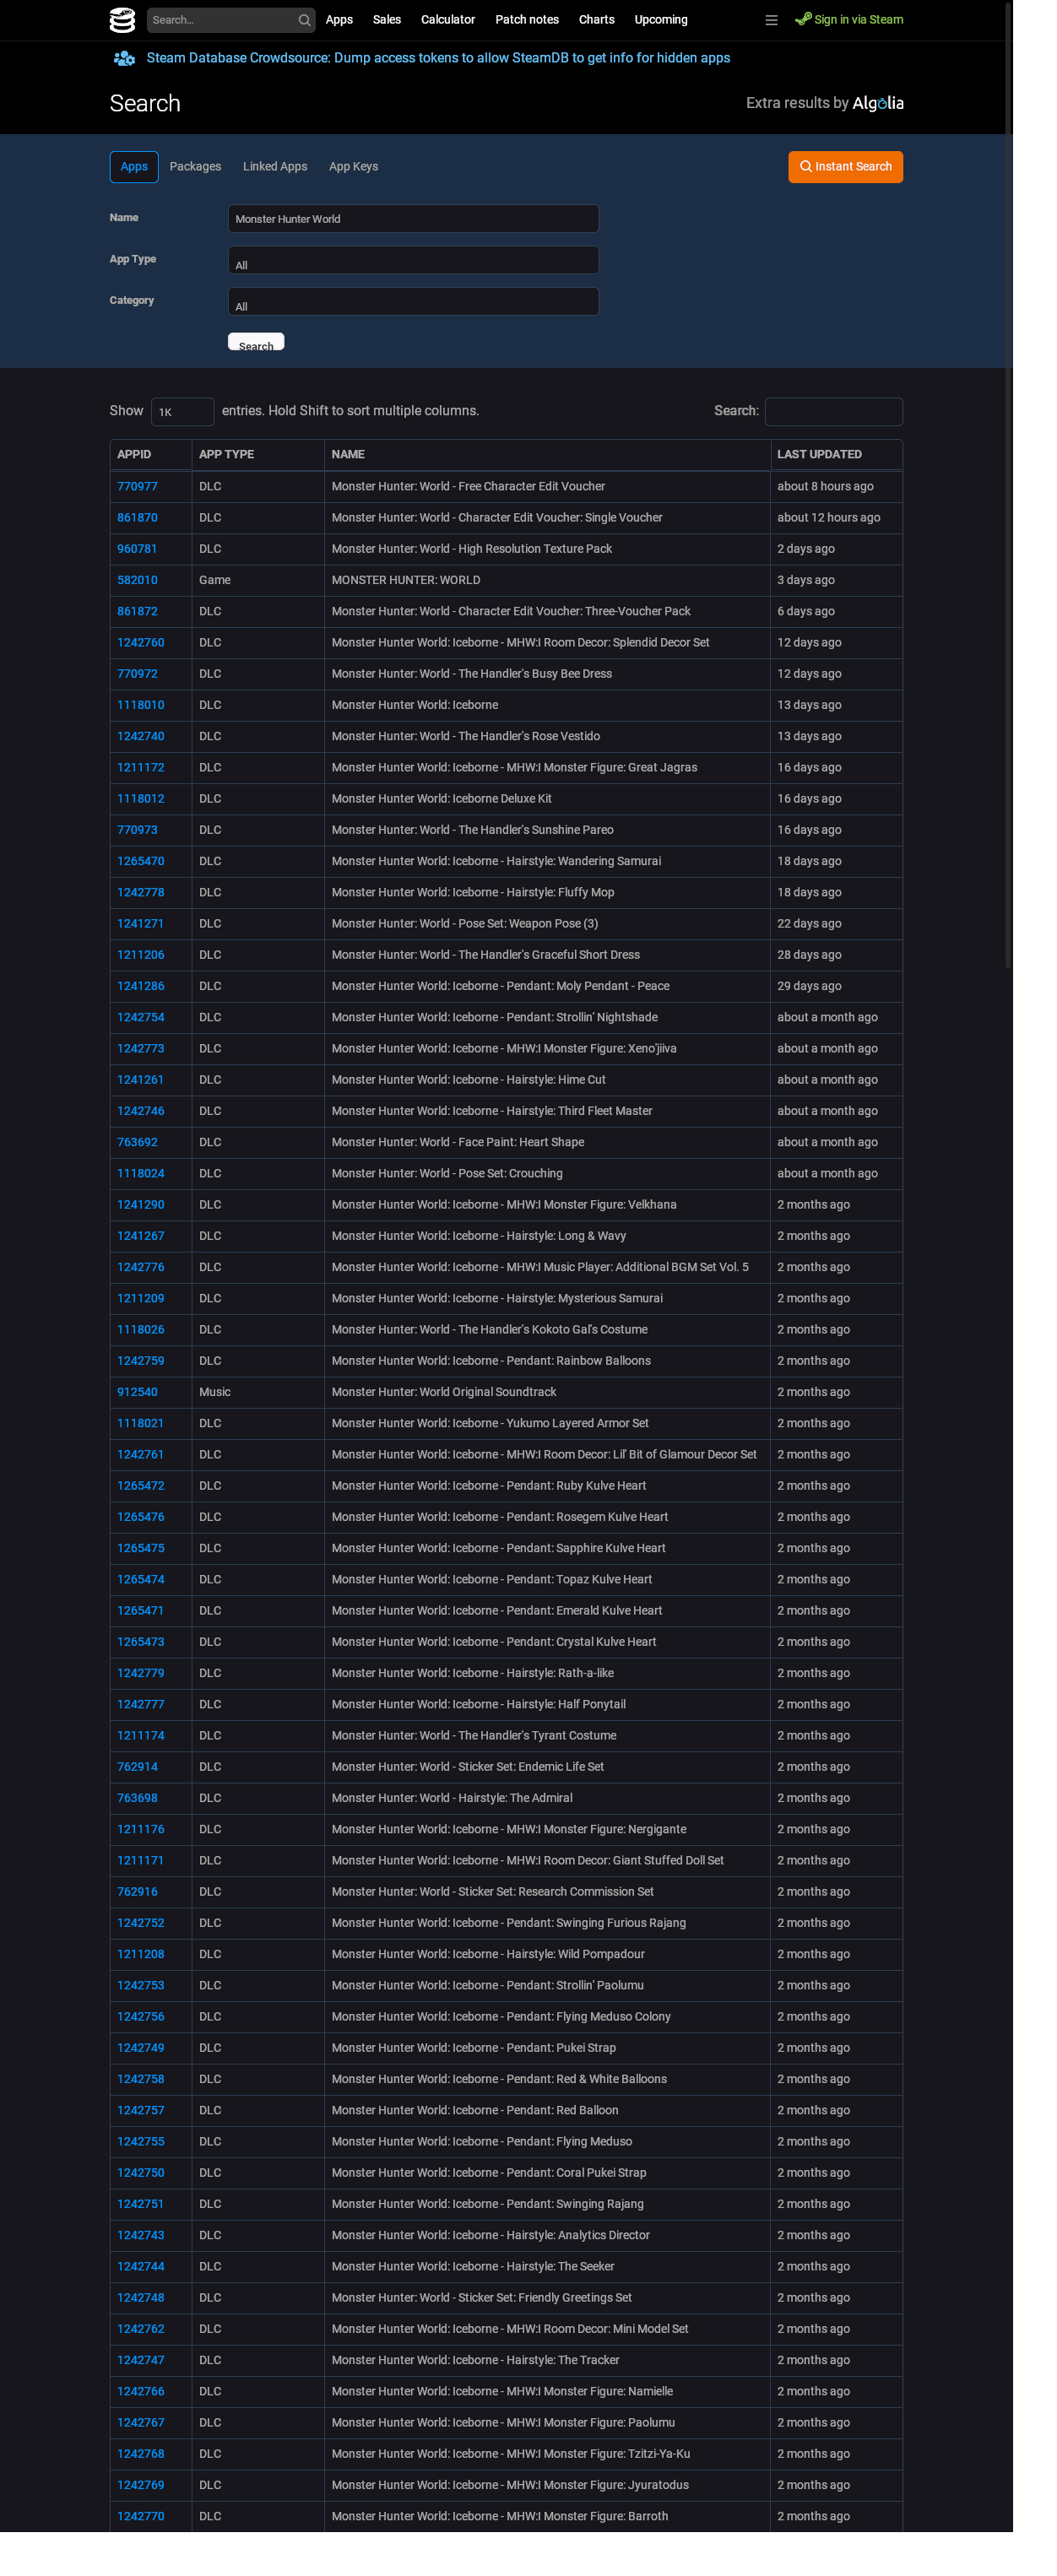 Search...
Apps Sales Calculator Patch notes Charts Upcoming
Sign in via Steam
Steam Database Crowdsource: Dump access tokens to allow SteamDB to get info for hidden apps
Search
Extra results by Algolia
Apps Packages Linked Apps App Keys
Instant Search
Name Monster Hunter World
App Type All
Category All
Search
Show 1K entries. Hold Shift to sort multiple columns. Search:
APPID APP TYPE NAME LAST UPDATED
770977 DLC Monster Hunter: World - Free Character Edit Voucher about 8 hours ago
861870 DLC Monster Hunter: World - Character Edit Voucher: Single Voucher about 12 hours ago
960781 DLC Monster Hunter: World - High Resolution Texture Pack 2 days ago
582010 Game MONSTER HUNTER: WORLD 3 days ago
861872 DLC Monster Hunter: World - Character Edit Voucher: Three-Voucher Pack 6 days ago
1242760 DLC Monster Hunter World: Iceborne - MHW:I Room Decor: Splendid Decor Set 12 days ago
770972 DLC Monster Hunter: World - The Handler's Busy Bee Dress 12 days ago
1118010 DLC Monster Hunter World: Iceborne 13 days ago
1242740 DLC Monster Hunter: World - The Handler's Rose Vestido 13 days ago
1211172 DLC Monster Hunter World: Iceborne - MHW:I Monster Figure: Great Jagras 16 days ago
1118012 DLC Monster Hunter World: Iceborne Deluxe Kit 16 days ago
770973 DLC Monster Hunter: World - The Handler's Sunshine Pareo 16 days ago
1265470 DLC Monster Hunter World: Iceborne - Hairstyle: Wandering Samurai 18 days ago
1242778 DLC Monster Hunter World: Iceborne - Hairstyle: Fluffy Mop 18 days ago
1241271 DLC Monster Hunter: World - Pose Set: Weapon Pose (3) 22 days ago
1211206 DLC Monster Hunter: World - The Handler's Graceful Short Dress 28 days ago
1241286 DLC Monster Hunter World: Iceborne - Pendant: Moly Pendant - Peace 29 days ago
1242754 DLC Monster Hunter World: Iceborne - Pendant: Strollin' Nightshade about a month ago
1242773 DLC Monster Hunter World: Iceborne - MHW:I Monster Figure: Xeno'jiiva about a month ago
1241261 DLC Monster Hunter World: Iceborne - Hairstyle: Hime Cut about a month ago
1242746 DLC Monster Hunter World: Iceborne - Hairstyle: Third Fleet Master about a month ago
763692 DLC Monster Hunter: World - Face Paint: Heart Shape about a month ago
1118024 DLC Monster Hunter: World - Pose Set: Crouching about a month ago
1241290 DLC Monster Hunter World: Iceborne - MHW:I Monster Figure: Velkhana 2 months ago
1241267 DLC Monster Hunter World: Iceborne - Hairstyle: Long & Wavy 2 months ago
1242776 DLC Monster Hunter World: Iceborne - MHW:I Music Player: Additional BGM Set Vol. 5 2 months ago
1211209 DLC Monster Hunter World: Iceborne - Hairstyle: Mysterious Samurai 2 months ago
1118026 DLC Monster Hunter: World - The Handler's Kokoto Gal's Costume 2 months ago
1242759 DLC Monster Hunter World: Iceborne - Pendant: Rainbow Balloons 2 months ago
912540 Music Monster Hunter: World Original Soundtrack 2 months ago
1118021 DLC Monster Hunter World: Iceborne - Yukumo Layered Armor Set 2 months ago
1242761 DLC Monster Hunter World: Iceborne - MHW:I Room Decor: Lil' Bit of Glamour Decor Set 2 months ago
1265472 DLC Monster Hunter World: Iceborne - Pendant: Ruby Kulve Heart 2 months ago
1265476 DLC Monster Hunter World: Iceborne - Pendant: Rosegem Kulve Heart 2 months ago
1265475 DLC Monster Hunter World: Iceborne - Pendant: Sapphire Kulve Heart 2 months ago
1265474 DLC Monster Hunter World: Iceborne - Pendant: Topaz Kulve Heart 2 months ago
1265471 DLC Monster Hunter World: Iceborne - Pendant: Emerald Kulve Heart 2 months ago
1265473 DLC Monster Hunter World: Iceborne - Pendant: Crystal Kulve Heart 2 months ago
1242779 DLC Monster Hunter World: Iceborne - Hairstyle: Rath-a-like 2 months ago
1242777 DLC Monster Hunter World: Iceborne - Hairstyle: Half Ponytail 2 months ago
1211174 DLC Monster Hunter: World - The Handler's Tyrant Costume 2 months ago
762914 DLC Monster Hunter: World - Sticker Set: Endemic Life Set 2 months ago
763698 DLC Monster Hunter: World - Hairstyle: The Admiral 2 months ago
1211176 DLC Monster Hunter World: Iceborne - MHW:I Monster Figure: Nergigante 2 months ago
1211171 DLC Monster Hunter World: Iceborne - MHW:I Room Decor: Giant Stuffed Doll Set 2 months ago
762916 DLC Monster Hunter: World - Sticker Set: Research Commission Set 2 months ago
1242752 DLC Monster Hunter World: Iceborne - Pendant: Swinging Furious Rajang 2 months ago
1211208 DLC Monster Hunter World: Iceborne - Hairstyle: Wild Pompadour 2 months ago
1242753 DLC Monster Hunter World: Iceborne - Pendant: Strollin' Paolumu 2 months ago
1242756 DLC Monster Hunter World: Iceborne - Pendant: Flying Meduso Colony 2 months ago
1242749 DLC Monster Hunter World: Iceborne - Pendant: Pukei Strap 2 months ago
1242758 DLC Monster Hunter World: Iceborne - Pendant: Red & White Balloons 2 months ago
1242757 DLC Monster Hunter World: Iceborne - Pendant: Red Balloon 2 months ago
1242755 DLC Monster Hunter World: Iceborne - Pendant: Flying Meduso 2 months ago
1242750 DLC Monster Hunter World: Iceborne - Pendant: Coral Pukei Strap 2 months ago
1242751 DLC Monster Hunter World: Iceborne - Pendant: Swinging Rajang 2 months ago
1242743 DLC Monster Hunter World: Iceborne - Hairstyle: Analytics Director 2 months ago
1242744 DLC Monster Hunter World: Iceborne - Hairstyle: The Seeker 2 months ago
1242748 DLC Monster Hunter: World - Sticker Set: Friendly Greetings Set 2 months ago
1242762 DLC Monster Hunter World: Iceborne - MHW:I Room Decor: Mini Model Set 2 months ago
1242747 DLC Monster Hunter World: Iceborne - Hairstyle: The Tracker 2 months ago
1242766 DLC Monster Hunter World: Iceborne - MHW:I Monster Figure: Namielle 2 months ago
1242767 DLC Monster Hunter World: Iceborne - MHW:I Monster Figure: Paolumu 2 months ago
1242768 DLC Monster Hunter World: Iceborne - MHW:I Monster Figure: Tzitzi-Ya-Ku 2 months ago
1242769 DLC Monster Hunter World: Iceborne - MHW:I Monster Figure: Jyuratodus 2 months ago
1242770 DLC Monster Hunter World: Iceborne - MHW:I Monster Figure: Barroth 2 months ago